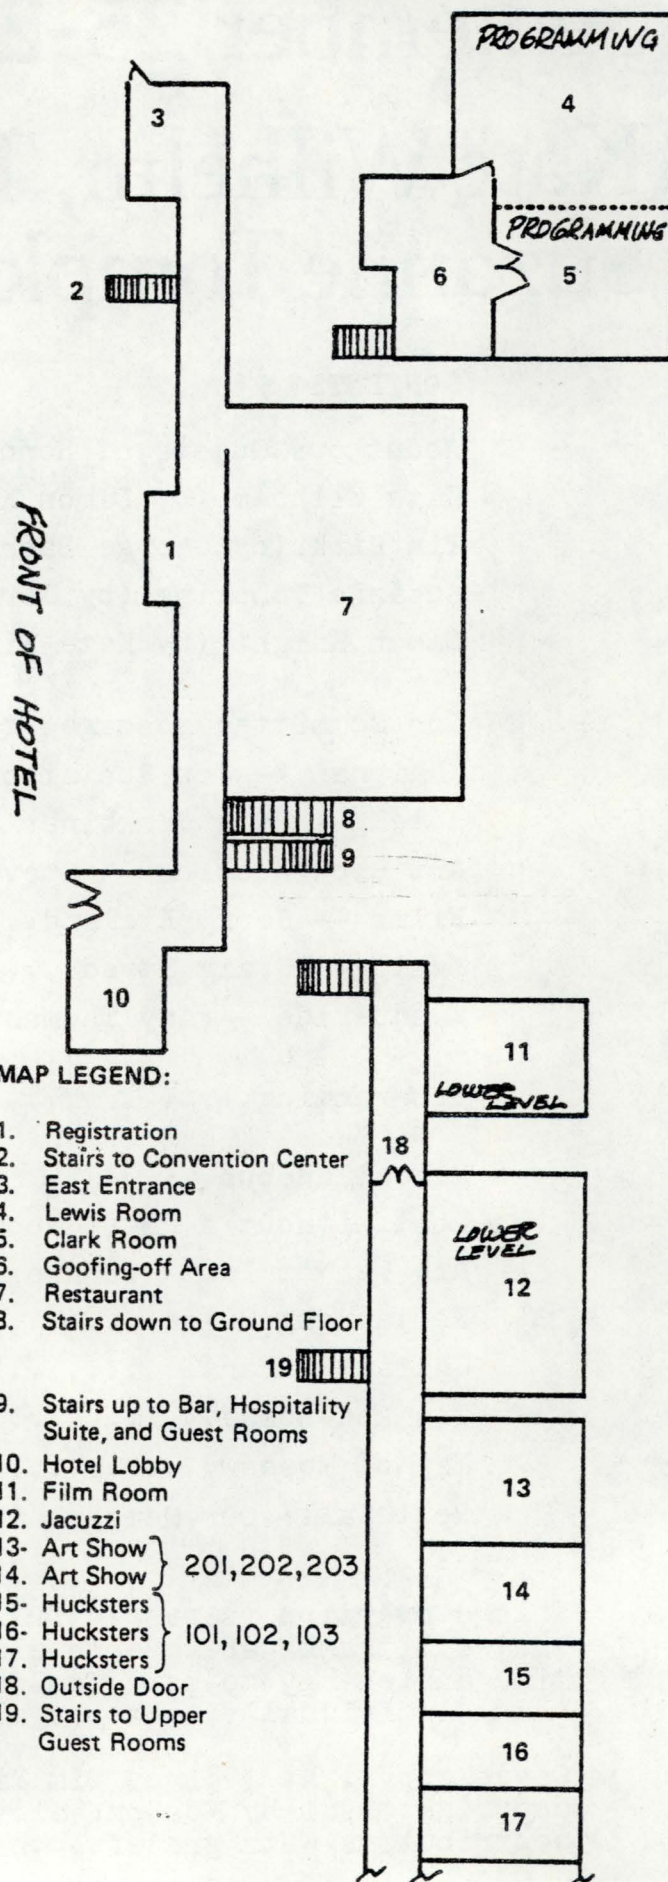 PROGRAMMING
4
3
PROGRAMMING
6
5
2
1
7
FRONT OF HOTEL
8
9
10
11
LOWER LEVEL
MAP LEGEND:
1. Registration
2. Stairs to Convention Center
3. East Entrance
4. Lewis Room
5. Clark Room
6. Goofing-off Area
7. Restaurant
8. Stairs down to Ground Floor
9. Stairs up to Bar, Hospitality
Suite, and Guest Rooms
10. Hotel Lobby
11. Film Room
12. Jacuzzi
13- Art Show
14. Art Show
201,202,203
15- Hucksters
16- Hucksters
17. Hucksters
101,102,103
18. Outside Door
19. Stairs to Upper
Guest Rooms
18
LOWER
LEVEL
12
19
13
14
15
16
17